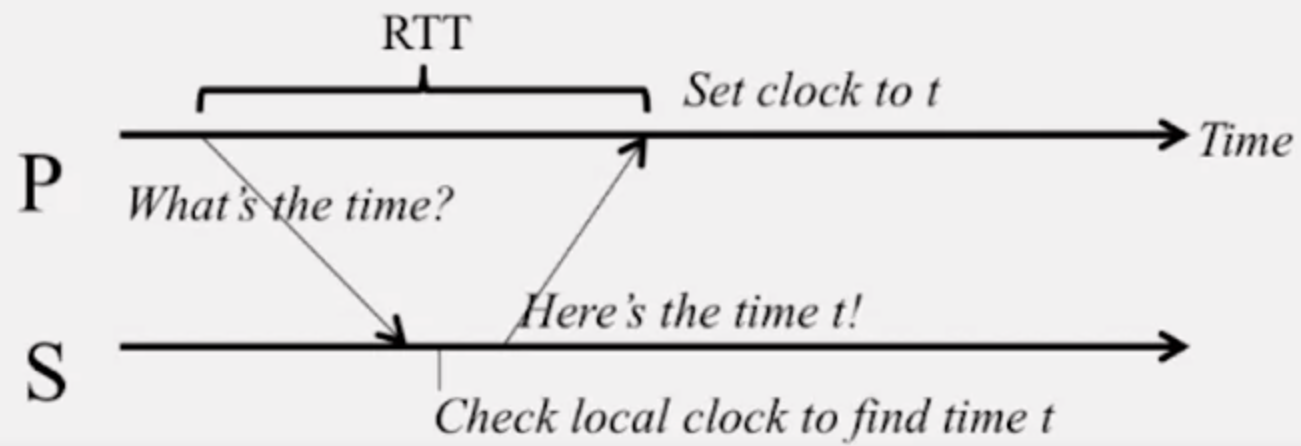 RTT
Set clock to t
Time
P
What's the time?
Here's the time t!
S
Check local clock to find time t